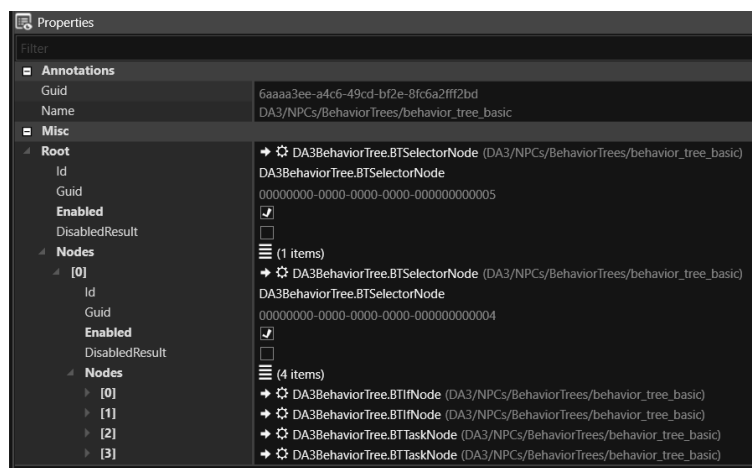 Properties
Filter
Annotations
Guid 6aaaa3ee-a4c6-49cd-bf2e-8fc6a2fff2bd
Name DA3/NPCs/BehaviorTrees/behavior_tree_basic
Misc
Root DA3BehaviorTree.BTSelectorNode (DA3/NPCs/BehaviorTrees/behavior_tree_basic)
Id DA3BehaviorTree.BTSelectorNode
Guid 00000000-0000-0000-0000-000000000005
Enabled
DisabledResult
Nodes (1 items)
[0] DA3BehaviorTree.BTSelectorNode (DA3/NPCs/BehaviorTrees/behavior_tree_basic)
Id DA3BehaviorTree.BTSelectorNode
Guid 00000000-0000-0000-0000-000000000004
Enabled
DisabledResult
Nodes (4 items)
[0] DA3BehaviorTree.BTIfNode (DA3/NPCs/BehaviorTrees/behavior_tree_basic)
[1] DA3BehaviorTree.BTIfNode (DA3/NPCs/BehaviorTrees/behavior_tree_basic)
[2] DA3BehaviorTree.BTTaskNode (DA3/NPCs/BehaviorTrees/behavior_tree_basic)
[3] DA3BehaviorTree.BTTaskNode (DA3/NPCs/BehaviorTrees/behavior_tree_basic)